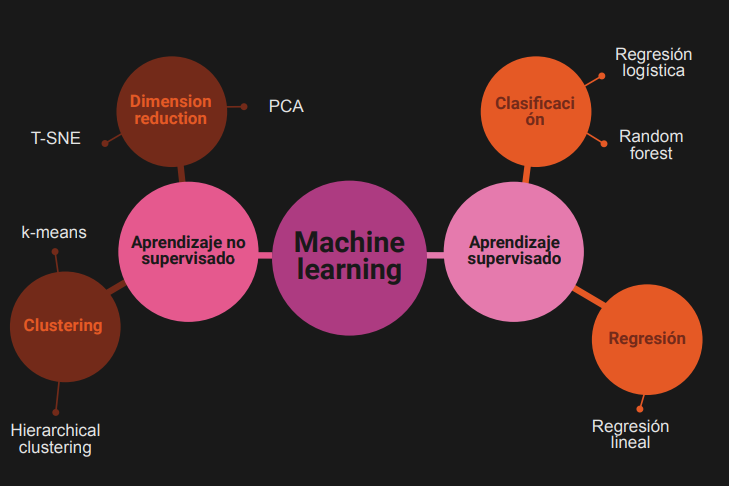 Regresión
logística
Dimension
reduction
PCA
Clasificaci
ón
T-SNE
Random
forest
k-means
Aprendizaje no
supervisado
Machine
learning
Aprendizaje
supervisado
Clustering
Regresión
Hierarchical
clustering
Regresión
lineal